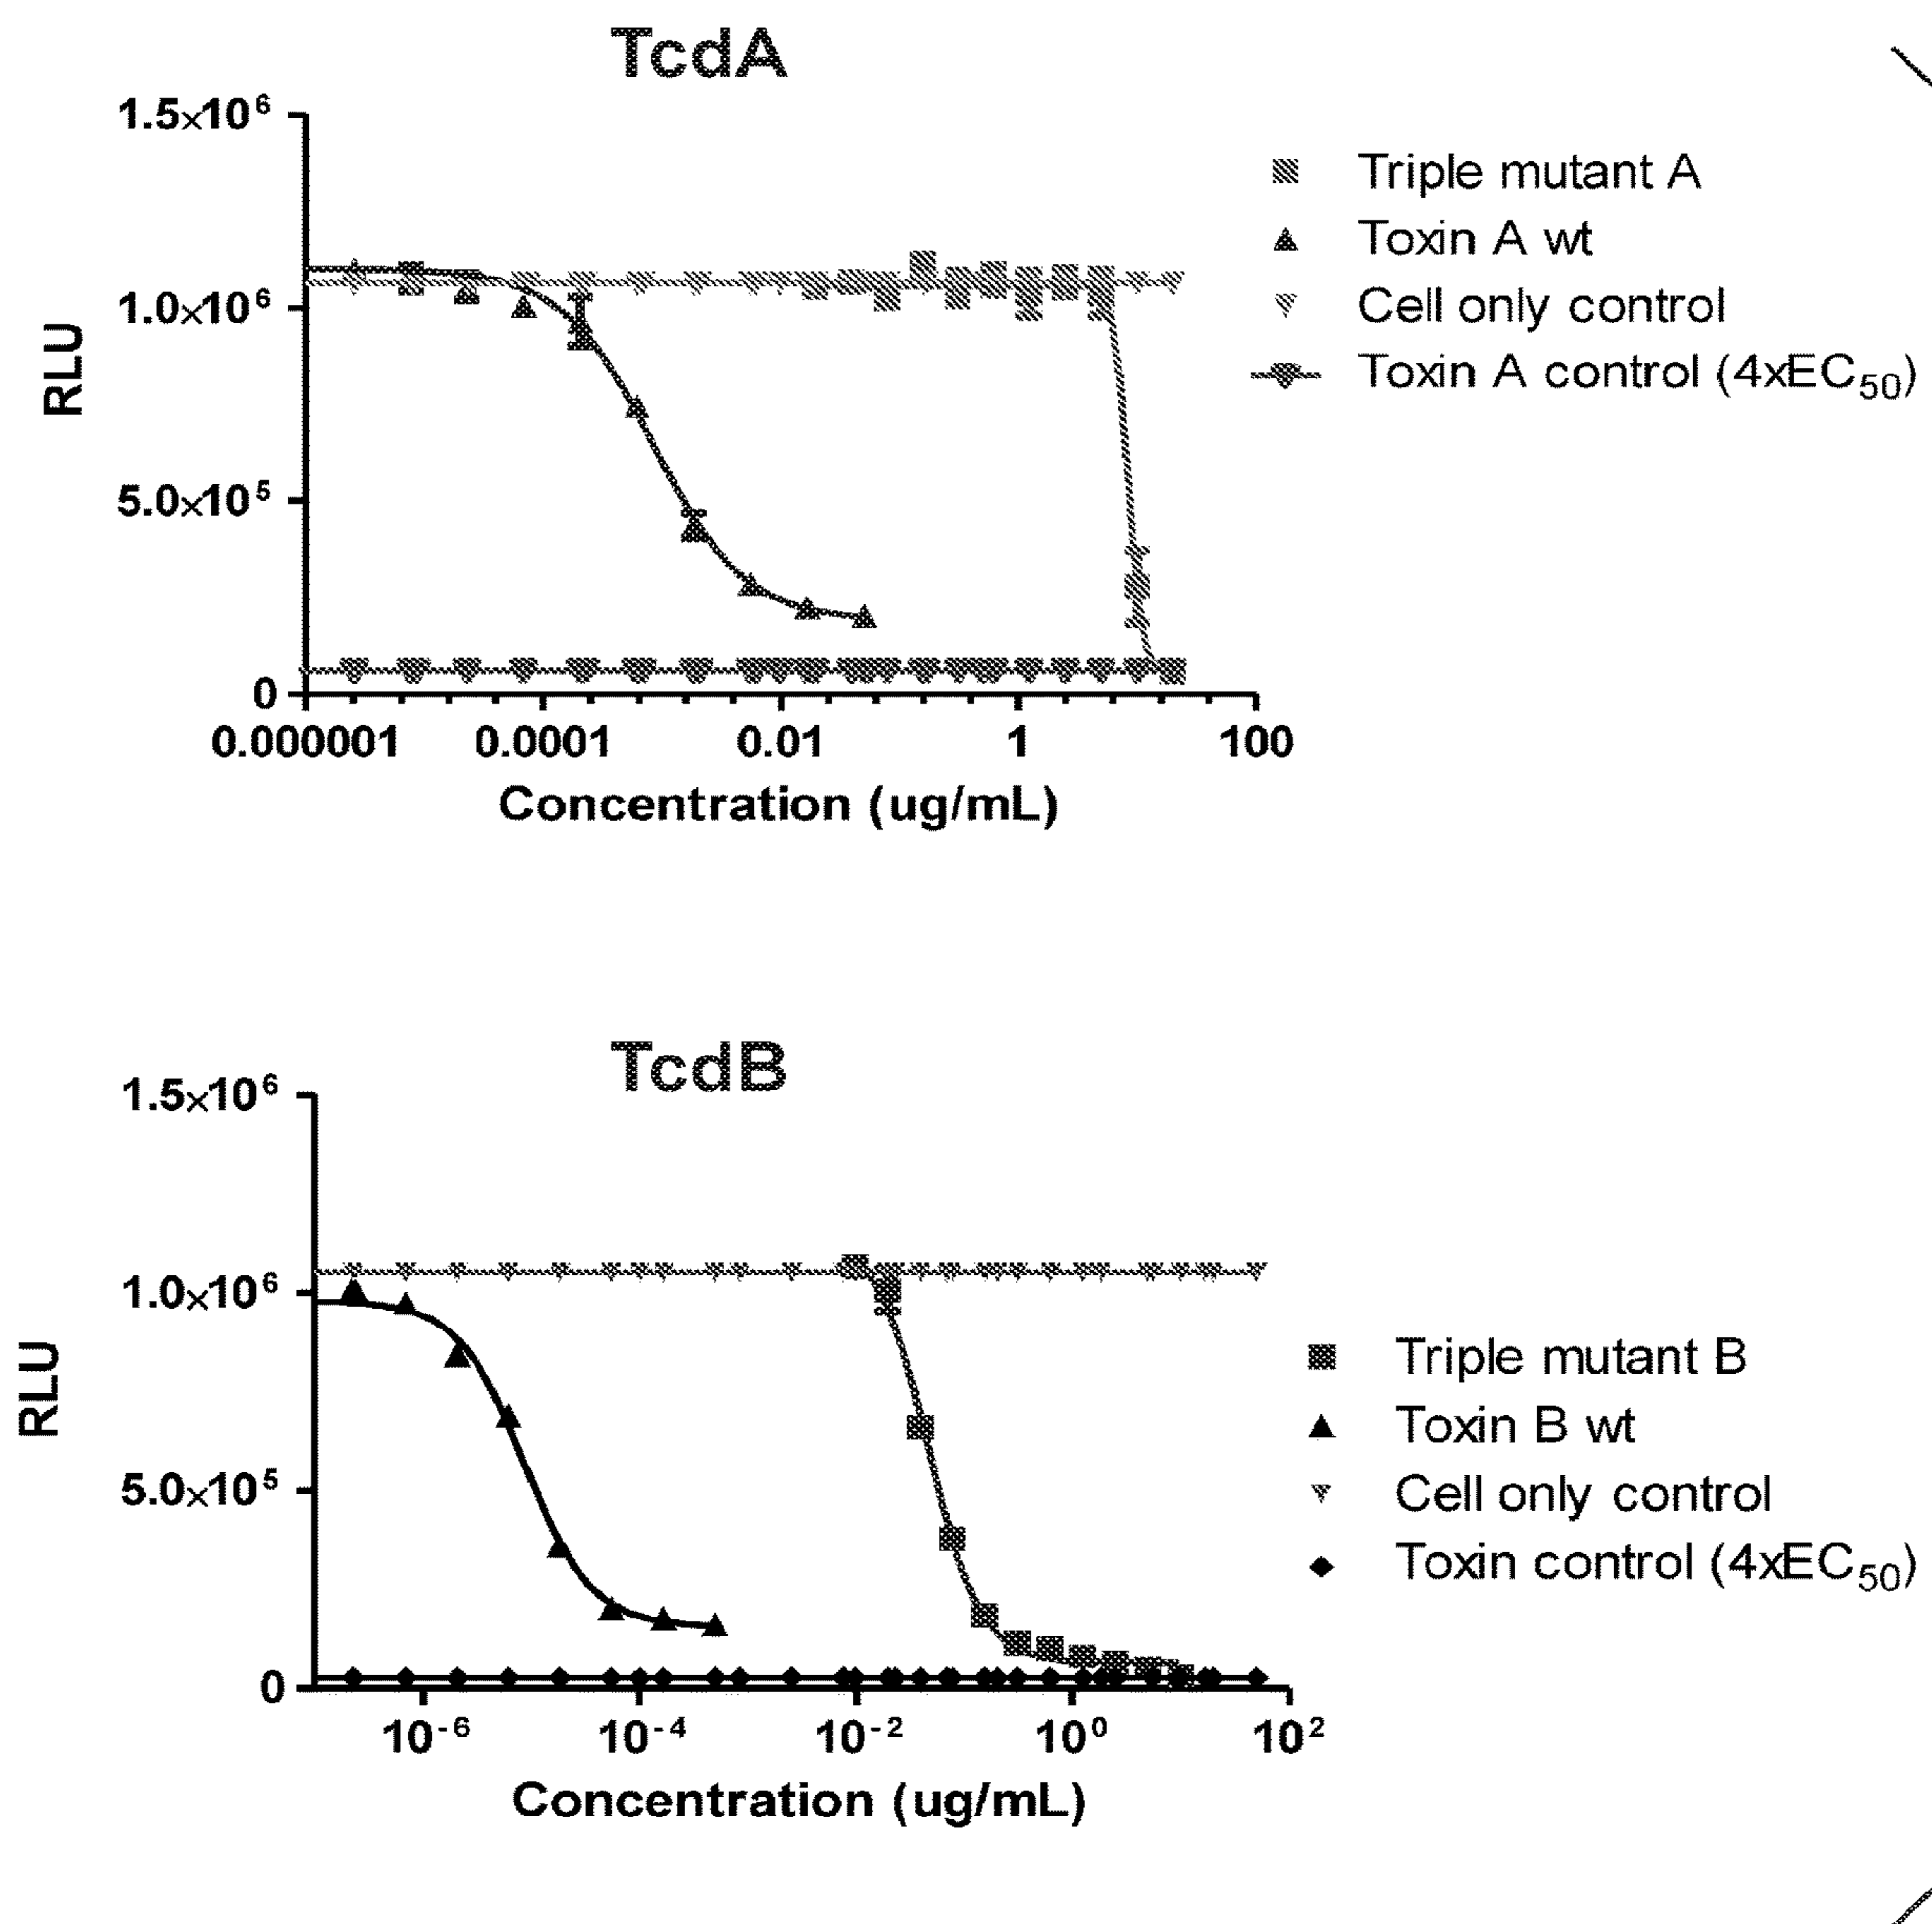 TcdA
1.5×10⁶
1.0×10⁶
5.0×10⁵
0
RLU
0.000001 0.0001 0.01 1 100
Concentration (ug/mL)
Triple mutant A
Toxin A wt
Cell only control
Toxin A control (4xEC₅₀)
TcdB
1.5×10⁶
1.0×10⁶
5.0×10⁵
0
RLU
10⁻⁶ 10⁻⁴ 10⁻² 10⁰ 10²
Concentration (ug/mL)
Triple mutant B
Toxin B wt
Cell only control
Toxin control (4xEC₅₀)